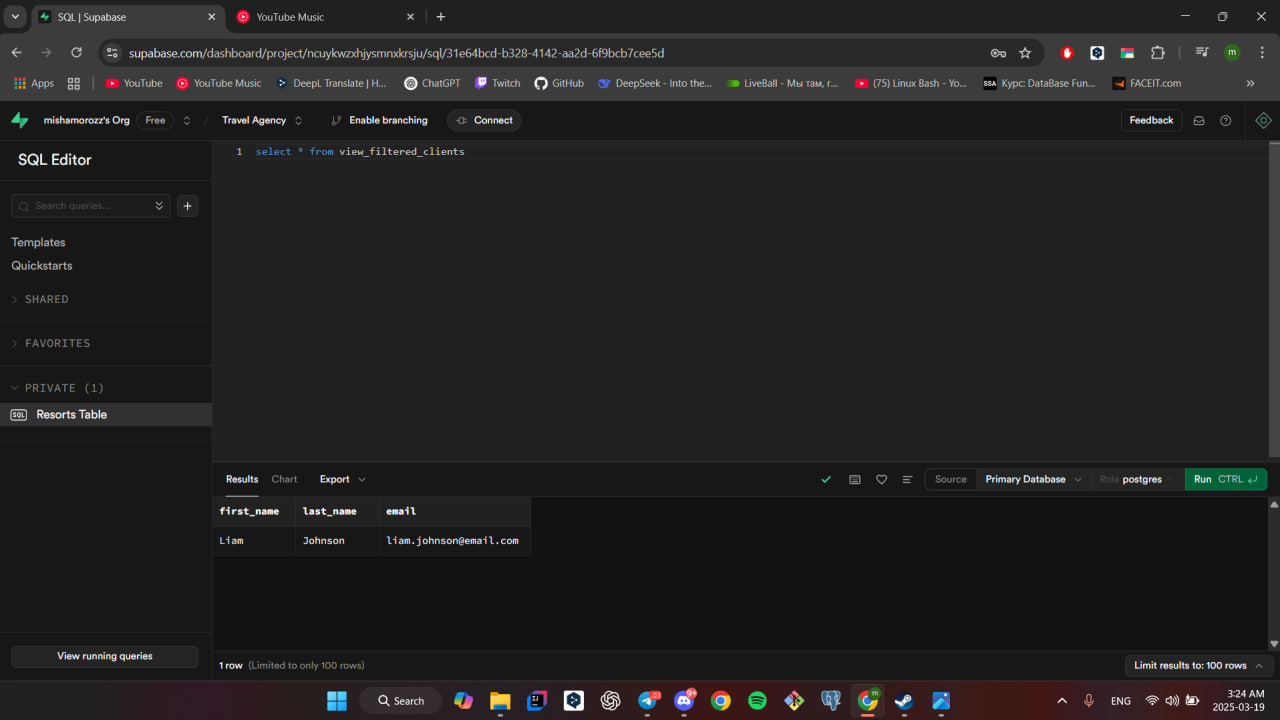 SQL | Supabase
YouTube Music
supabase.com/dashboard/project/ncuykwzxhjysmnxkrsju/sql/31e64bcd-b328-4142-aa2d-6f9bcb7cee5d
m
Apps
YouTube
YouTube Music
DeepL Translate | H...
ChatGPT
Twitch
GitHub
DeepSeek - Into the...
LiveBall - Мы там, г...
(75) Linux Bash - Yo...
SSA
Курс: DataBase Fun...
FACEIT.com
mishamorozz's Org
Free
Travel Agency
Enable branching
Connect
Feedback
SQL Editor
1 select * from view_filtered_clients
Search queries...
Templates
Quickstarts
SHARED
FAVORITES
PRIVATE (1)
SQL Resorts Table
Results
Chart
Export
Source
Primary Database
Role postgres
Run CTRL
first_name last_name email
Liam Johnson liam.johnson@email.com
View running queries
1 row (Limited to only 100 rows)
Limit results to: 100 rows
Search
9+
m
ENG
3:24 AM
2025-03-19